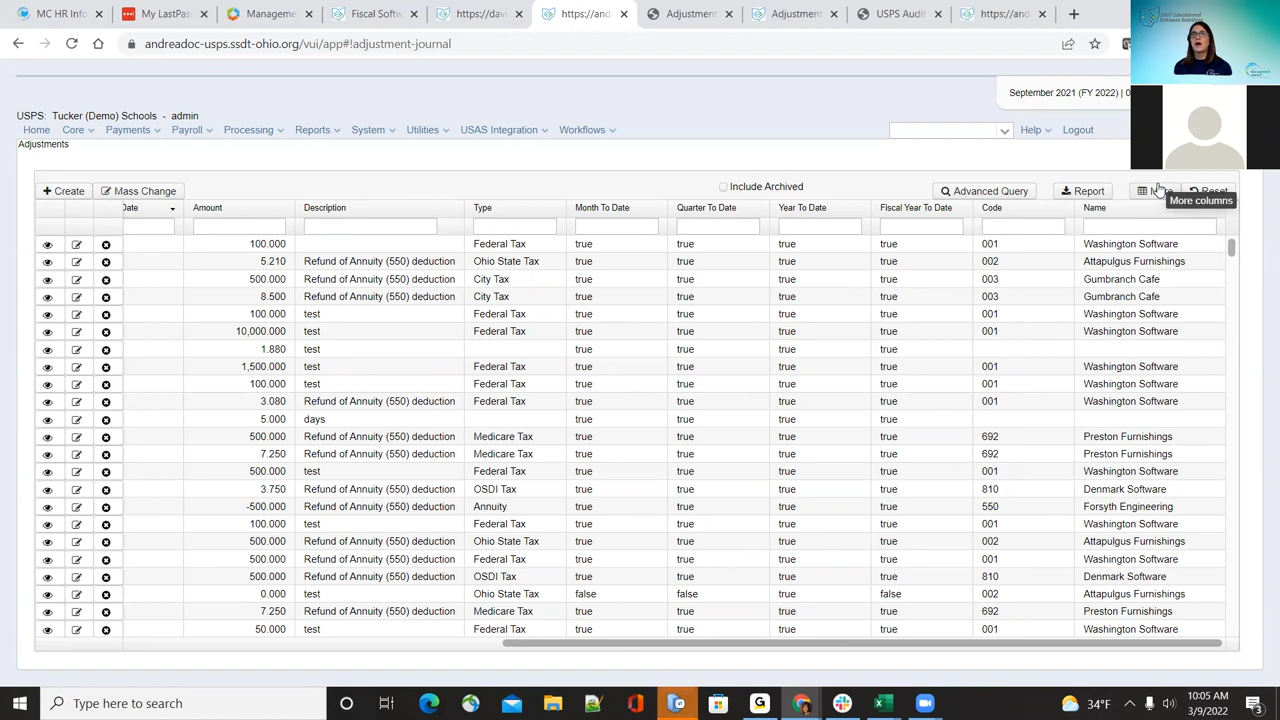 MC HR Info
My LastPass
Management
Fiscal Softw
https://
https://and
Adjustment
Adjustment
USPS App
https://and
andreadoc-usps.ssdt-ohio.org/vui/app#!adjustment-journal
September 2021 (FY 2022) | 0
USPS: Tucker (Demo) Schools - admin
Home Core Payments Payroll Processing Reports System Utilities USAS Integration Workflows Help Logout
Adjustments
Create Mass Change Include Archived Advanced Query Report Reset
More columns
Date Amount Description Type Month To Date Quarter To Date Year To Date Fiscal Year To Date Code Name
100.000 Federal Tax true true true true 001 Washington Software
5.210 Refund of Annuity (550) deduction Ohio State Tax true true true true 002 Attapulgus Furnishings
500.000 Refund of Annuity (550) deduction City Tax true true true true 003 Gumbranch Cafe
8.500 Refund of Annuity (550) deduction City Tax true true true true 003 Gumbranch Cafe
100.000 test Federal Tax true true true true 001 Washington Software
10,000.000 test Federal Tax true true true true 001 Washington Software
1.880 test true true true true
1,500.000 test Federal Tax true true true true 001 Washington Software
100.000 test Federal Tax true true true true 001 Washington Software
3.080 Refund of Annuity (550) deduction Federal Tax true true true true 001 Washington Software
5.000 days true true true true
500.000 Refund of Annuity (550) deduction Medicare Tax true true true true 692 Preston Furnishings
7.250 Refund of Annuity (550) deduction Medicare Tax true true true true 692 Preston Furnishings
500.000 test Federal Tax true true true true 001 Washington Software
3.750 Refund of Annuity (550) deduction OSDI Tax true true true true 810 Denmark Software
-500.000 Refund of Annuity (550) deduction Annuity true true true true 550 Forsyth Engineering
100.000 test Federal Tax true true true true 001 Washington Software
500.000 Refund of Annuity (550) deduction Ohio State Tax true true true true 002 Attapulgus Furnishings
500.000 Refund of Annuity (550) deduction Federal Tax true true true true 001 Washington Software
500.000 Refund of Annuity (550) deduction OSDI Tax true true true true 810 Denmark Software
0.000 test Ohio State Tax false false false false 002 Attapulgus Furnishings
7.250 Refund of Annuity (550) deduction Medicare Tax true true true true 692 Preston Furnishings
50.000 test Federal Tax true true true true 001 Washington Software
Type here to search
34°F
10:05 AM
3/9/2022
3